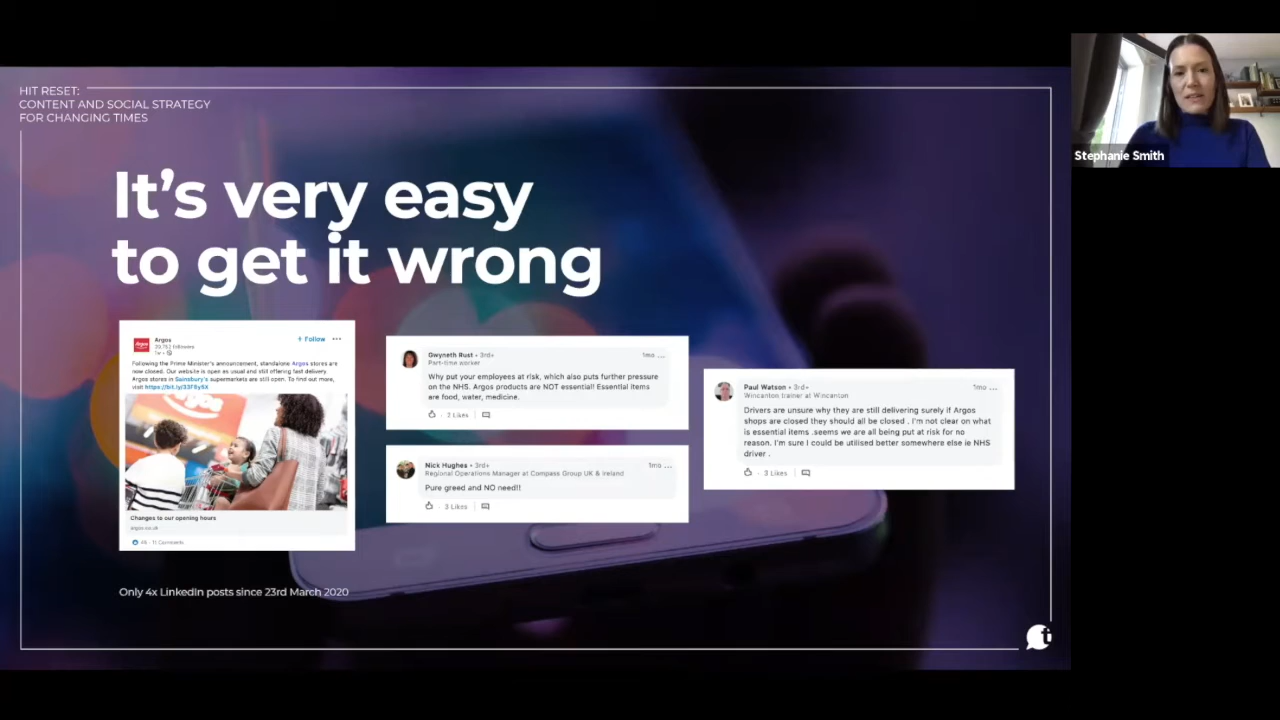 HIT RESET:
CONTENT AND SOCIAL STRATEGY
FOR CHANGING TIMES
Stephanie Smith
It's very easy
to get it wrong
Argos
Follow
Following the Prime Minister's announcement, standalone Argos stores are
now closed. Our website is open as usual and still offering fast delivery
Argos stores in Sainsbury's supermarkets are still open. To find out more,
visit
Argos
Changes to our opening hours
argos.co.uk
11 Comments
Gwyneth Rust • 3rd+
1mo ...
Part-time worker
Why put your employees at risk, which also puts further pressure
on the NHS. Argos products are NOT essential! Essential items
are food, water, medicine.
2 Likes
Nick Hughes • 3rd+
1mo ...
Regional Operations Manager at Compass Group UK & Ireland
Pure greed and NO need!!
3 Likes
Paul Watson • 3rd+
1mo ...
Wincanton trainer at Wincanton
Drivers are unsure why they are still delivering surely if Argos
shops are closed they should all be closed . I'm not clear on what
is essential items .seems we are all being put at risk for no
reason. I'm sure I could be utilised better somewhere else ie NHS
driver .
3 Likes
Only 4x LinkedIn posts since 23rd March 2020
t